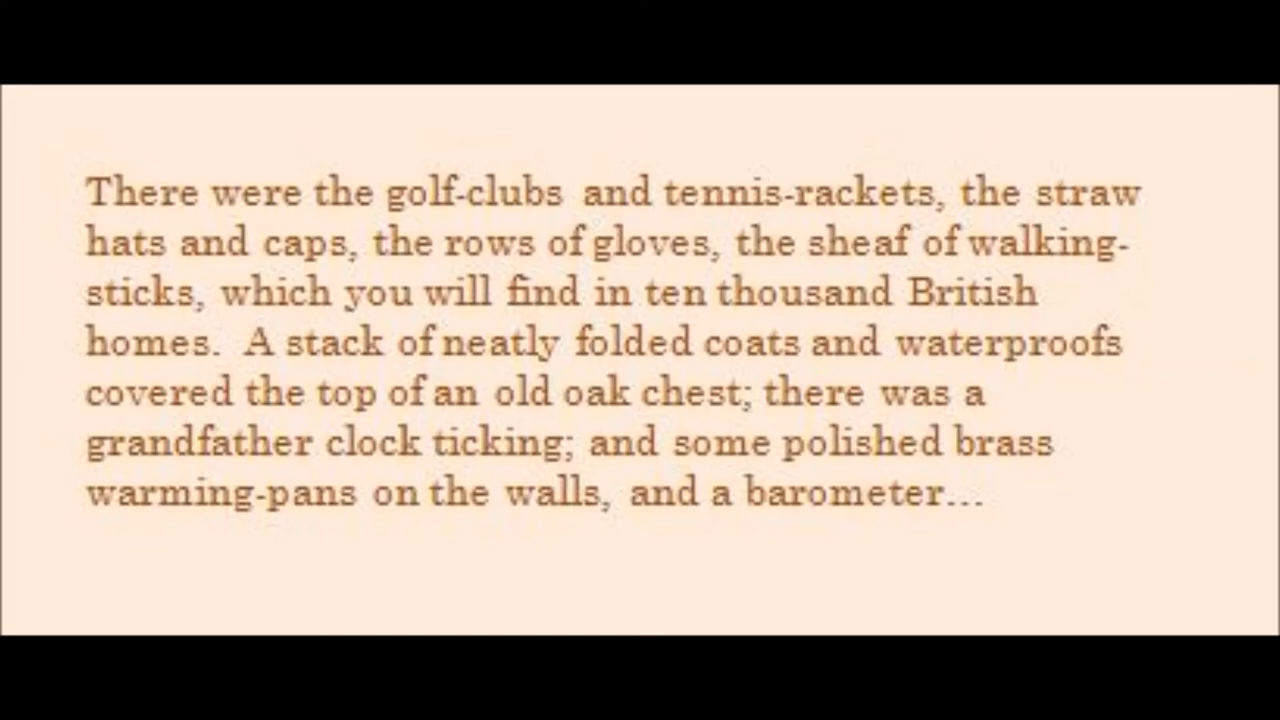 There were the golf-clubs and tennis-rackets, the straw
hats and caps, the rows of gloves, the sheaf of walking-
sticks, which you will find in ten thousand British
homes. A stack of neatly folded coats and waterproofs
covered the top of an old oak chest; there was a
grandfather clock ticking; and some polished brass
warming-pans on the walls, and a barometer...